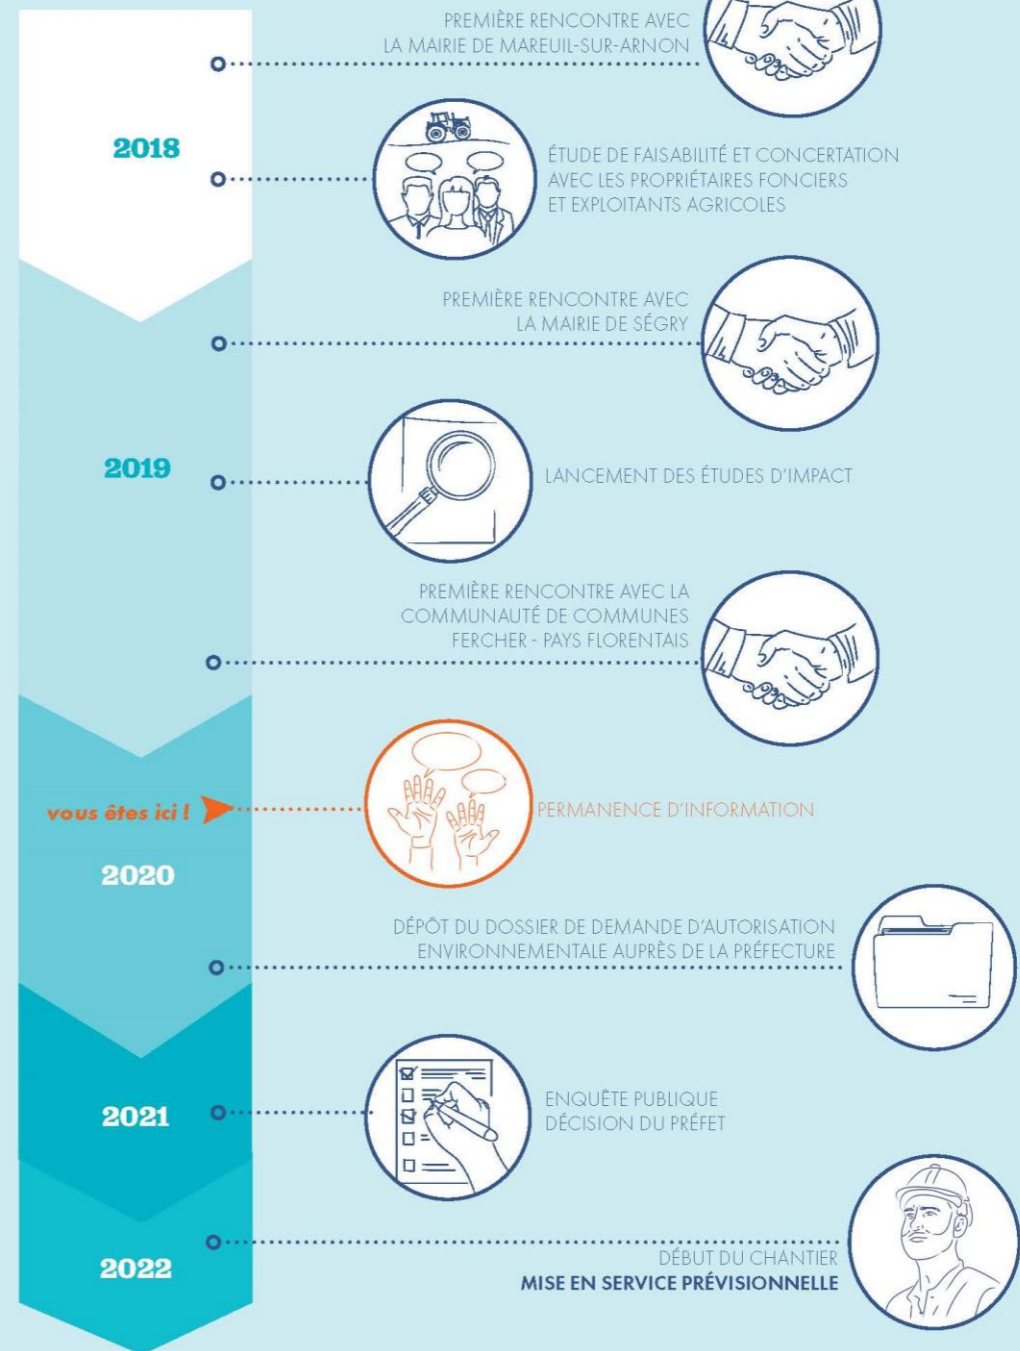 PREMIÈRE RENCONTRE AVEC
LA MAIRIE DE MAREUIL-SUR-ARNON
2018
ÉTUDE DE FAISABILITÉ ET CONCERTATION
AVEC LES PROPRIÉTAIRES FONCIERS
ET EXPLOITANTS AGRICOLES
PREMIÈRE RENCONTRE AVEC
LA MAIRIE DE SÉGRY
2019
LANCEMENT DES ÉTUDES D'IMPACT
PREMIÈRE RENCONTRE AVEC LA
COMMUNAUTÉ DE COMMUNES
FERCHER - PAYS FLORENTAIS
vous êtes ici !
PERMANENCE D'INFORMATION
2020
DÉPÔT DU DOSSIER DE DEMANDE D'AUTORISATION
ENVIRONNEMENTALE AUPRÈS DE LA PRÉFECTURE
2021
ENQUÊTE PUBLIQUE
DÉCISION DU PRÉFET
2022
DÉBUT DU CHANTIER
MISE EN SERVICE PRÉVISIONNELLE